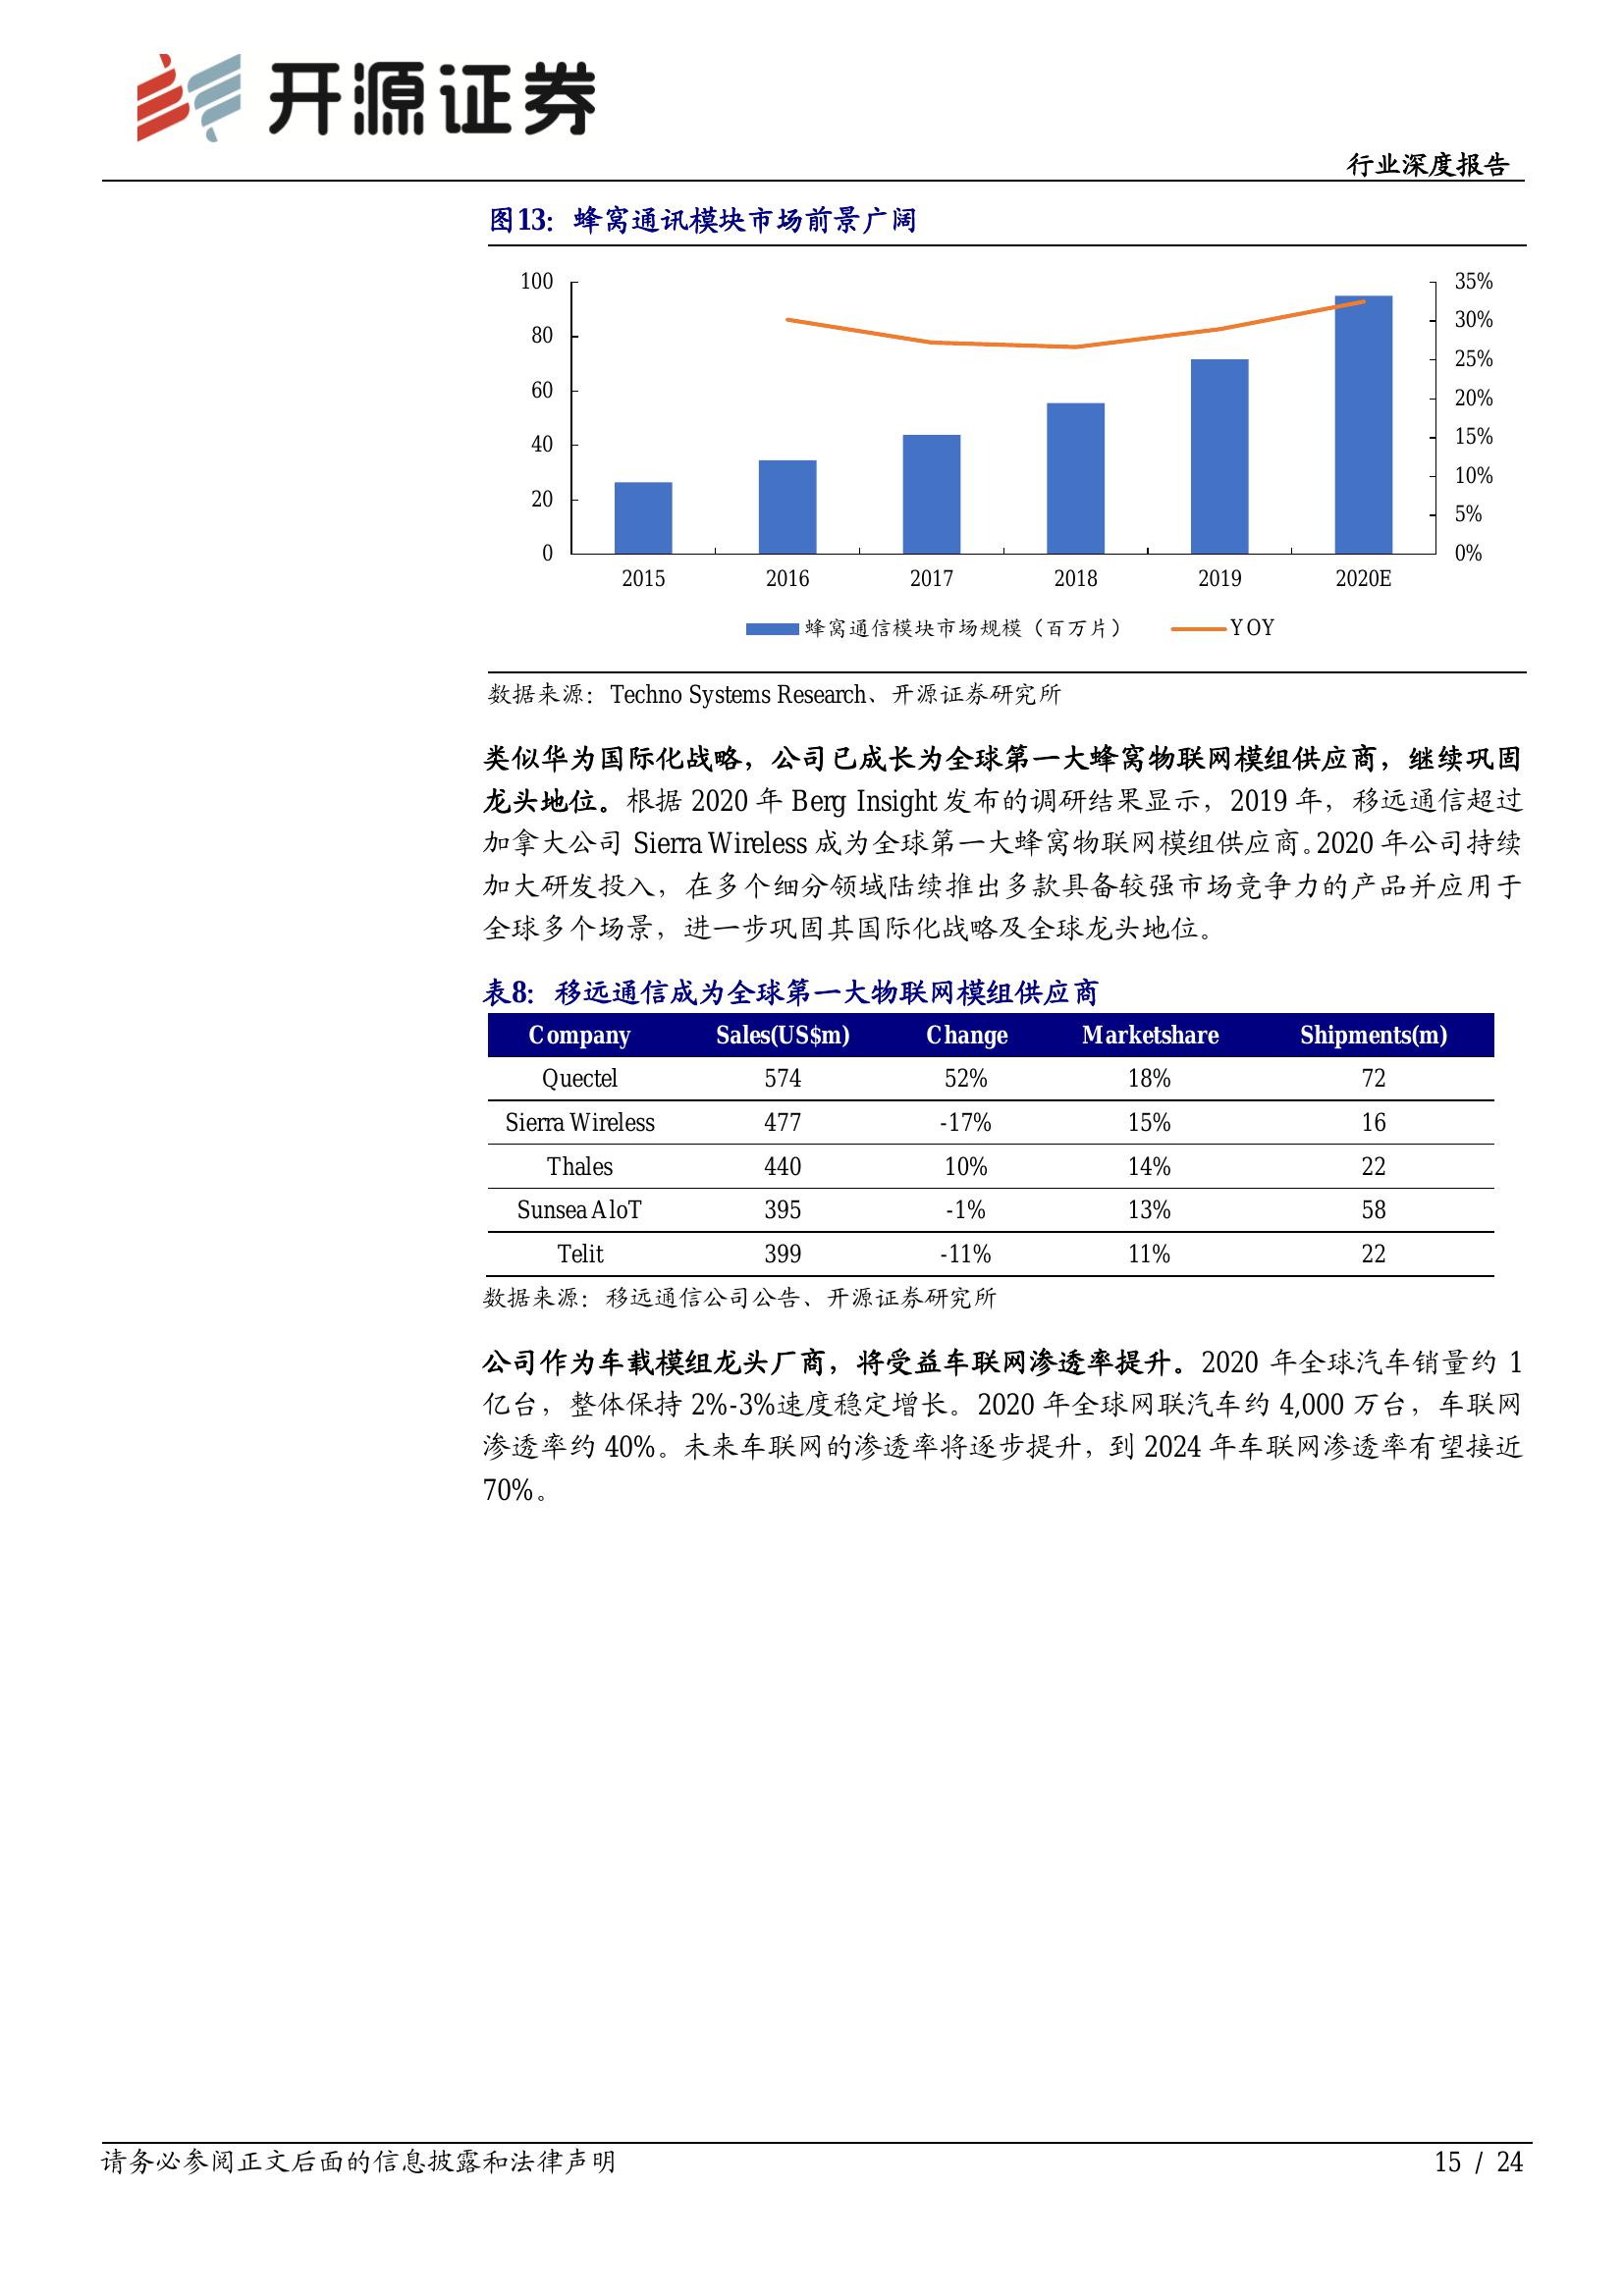 开源证券
行业深度报告
图13：蜂窝通讯模块市场前景广阔
100
80
60
40
20
0
35%
30%
25%
20%
15%
10%
5%
0%
2015 2016 2017 2018 2019 2020E
蜂窝通信模块市场规模（百万片） YOY
数据来源：Techno Systems Research、开源证券研究所
类似华为国际化战略，公司已成长为全球第一大蜂窝物联网模组供应商，继续巩固
龙头地位。根据 2020 年 Berg Insight 发布的调研结果显示，2019 年，移远通信超过
加拿大公司 Sierra Wireless 成为全球第一大蜂窝物联网模组供应商。2020 年公司持续
加大研发投入，在多个细分领域陆续推出多款具备较强市场竞争力的产品并应用于
全球多个场景，进一步巩固其国际化战略及全球龙头地位。
表8：移远通信成为全球第一大物联网模组供应商
Company Sales(US$m) Change Marketshare Shipments(m)
Quectel 574 52% 18% 72
Sierra Wireless 477 -17% 15% 16
Thales 440 10% 14% 22
Sunsea AloT 395 -1% 13% 58
Telit 399 -11% 11% 22
数据来源：移远通信公司公告、开源证券研究所
公司作为车载模组龙头厂商，将受益车联网渗透率提升。2020 年全球汽车销量约 1
亿台，整体保持 2%-3%速度稳定增长。2020 年全球网联汽车约 4,000 万台，车联网
渗透率约 40%。未来车联网的渗透率将逐步提升，到 2024 年车联网渗透率有望接近
70%。
请务必参阅正文后面的信息披露和法律声明
15 / 24